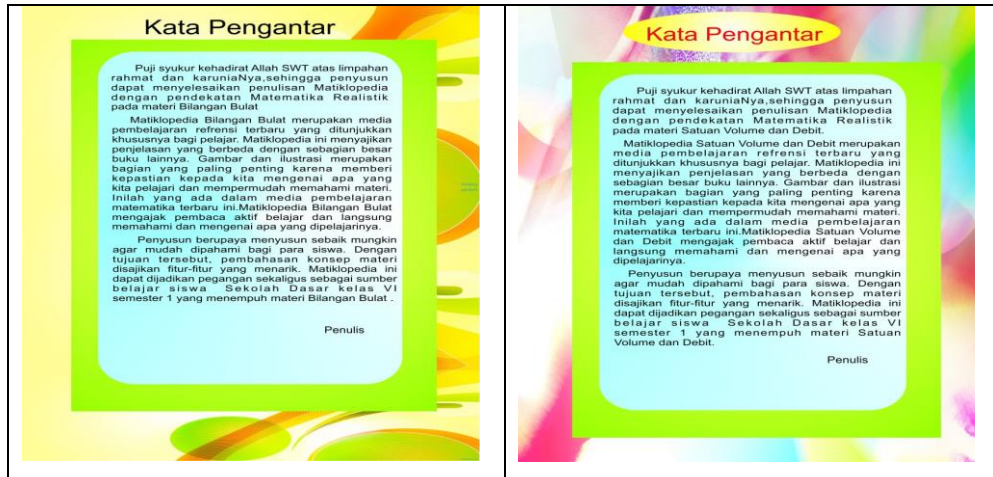 Kata Pengantar
Puji syukur kehadirat Allah SWT atas limpahan
rahmat dan karuniaNya,sehingga penyusun
dapat menyelesaikan penulisan Matiklopedia
dengan pendekatan Matematika Realistik
pada materi Bilangan Bulat
Matiklopedia Bilangan Bulat merupakan media
pembelajaran refrensi terbaru yang ditunjukkan
khususnya bagi pelajar. Matiklopedia ini menyajikan
penjelasan yang berbeda dengan sebagian besar
buku lainnya. Gambar dan ilustrasi merupakan
bagian yang paling penting karena memberi
kepastian kepada kita mengenai apa yang
kita pelajari dan mempermudah memahami materi.
Inilah yang ada dalam media pembelajaran
matematika terbaru ini.Matiklopedia Bilangan Bulat
mengajak pembaca aktif belajar dan langsung
memahami dan mengenai apa yang dipelajarinya.
Penyusun berupaya menyusun sebaik mungkin
agar mudah dipahami bagi para siswa. Dengan
tujuan tersebut, pembahasan konsep materi
disajikan fitur-fitur yang menarik. Matiklopedia ini
dapat dijadikan pegangan sekaligus sebagai sumber
belajar siswa Sekolah Dasar kelas VI
semester 1 yang menempuh materi Bilangan Bulat .
Penulis
Kata Pengantar
Puji syukur kehadirat Allah SWT atas limpahan
rahmat dan karuniaNya,sehingga penyusun
dapat menyelesaikan penulisan Matiklopedia
dengan pendekatan Matematika Realistik
pada materi Satuan Volume dan Debit.
Matiklopedia Satuan Volume dan Debit merupakan
media pembelajaran refrensi terbaru yang
ditunjukkan khususnya bagi pelajar. Matiklopedia ini
menyajikan penjelasan yang berbeda dengan
sebagian besar buku lainnya. Gambar dan ilustrasi
merupakan bagian yang paling penting karena
memberi kepastian kepada kita mengenai apa yang
kita pelajari dan mempermudah memahami materi.
Inilah yang ada dalam media pembelajaran
matematika terbaru ini.Matiklopedia Satuan Volume
dan Debit mengajak pembaca aktif belajar dan
langsung memahami dan mengenai apa yang
dipelajarinya.
Penyusun berupaya menyusun sebaik mungkin
agar mudah dipahami bagi para siswa. Dengan
tujuan tersebut, pembahasan konsep materi
disajikan fitur-fitur yang menarik. Matiklopedia ini
dapat dijadikan pegangan sekaligus sebagai sumber
belajar siswa Sekolah Dasar kelas VI
semester 1 yang menempuh materi Satuan
Volume dan Debit.
Penulis